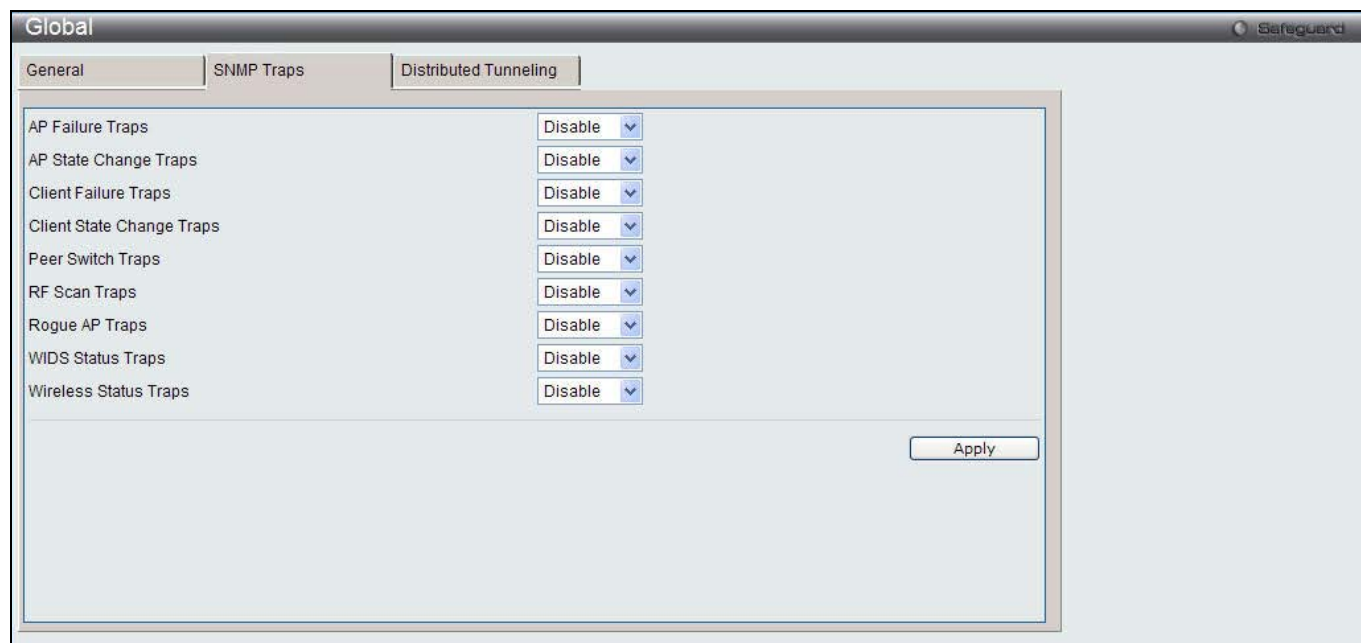 Global
Safeguard
General SNMP Traps Distributed Tunneling
AP Failure Traps Disable
AP State Change Traps Disable
Client Failure Traps Disable
Client State Change Traps Disable
Peer Switch Traps Disable
RF Scan Traps Disable
Rogue AP Traps Disable
WIDS Status Traps Disable
Wireless Status Traps Disable
Apply